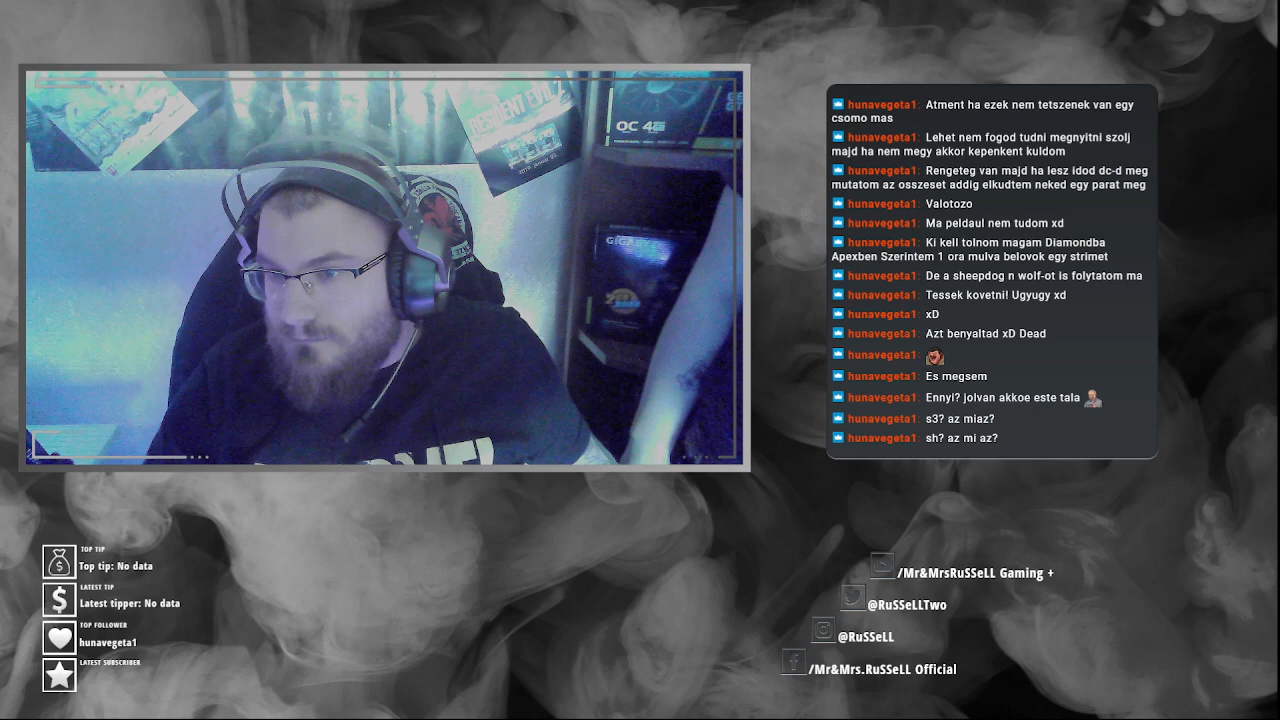 RESIDENT EVIL 2
OC 4
GIGABYTE
hunavegeta1: Atment ha ezek nem tetszenek van egy
csomo mas
hunavegeta1: Lehet nem fogod tudni megnyitni szolj
majd ha nem megy akkor kepenkent kuldom
hunavegeta1: Rengeteg van majd ha lesz idod dc-d meg
mutatom az osszeset addig elkudtem neked egy parat meg
hunavegeta1: Valotozo
hunavegeta1: Ma peldaul nem tudom xd
hunavegeta1: Ki kell tolnom magam Diamondba
Apexben Szerintem 1 ora mulva belovok egy strimet
hunavegeta1: De a sheepdog n wolf-ot is folytatom ma
hunavegeta1: Tessek kovetni! Ugyugy xd
hunavegeta1: xD
hunavegeta1: Azt benyaltad xD Dead
hunavegeta1:
hunavegeta1: Es megsem
hunavegeta1: Ennyi? jolvan akkoe este tala
hunavegeta1: s3? az miaz?
hunavegeta1: sh? az mi az?
TOP TIP
Top tip: No data
LATEST TIP
Latest tipper: No data
TOP FOLLOWER
hunavegeta1
LATEST SUBSCRIBER
/Mr&MrsRuSSeLL Gaming +
@RuSSeLLTwo
@RuSSeLL
/Mr&Mrs.RuSSeLL Official